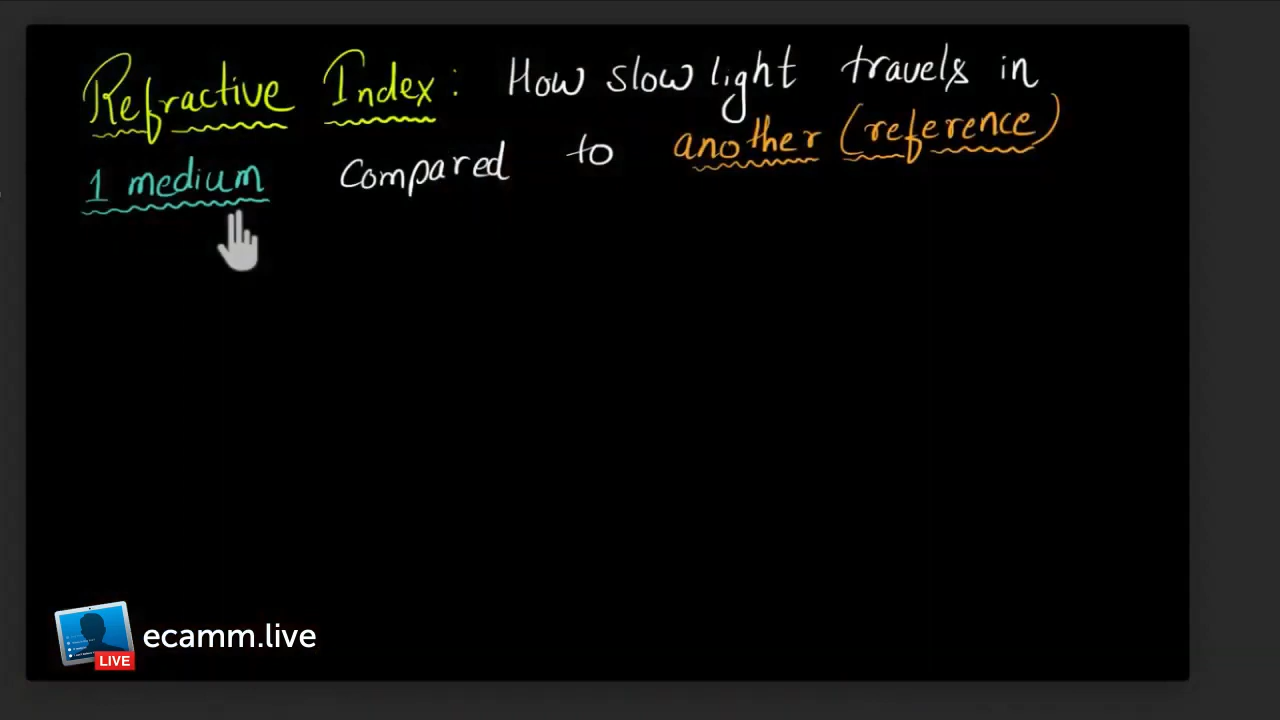 Refractive Index: How slow light travels in
1 medium compared to another (reference)
ecamm.live
LIVE